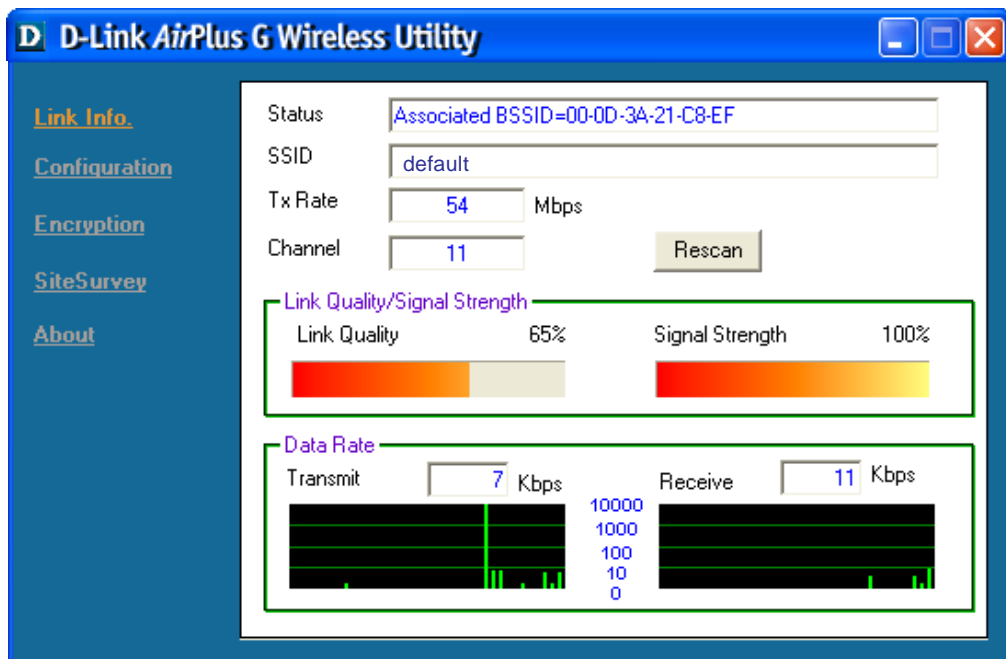 D D-Link AirPlus G Wireless Utility
Link Info.
Configuration
Encryption
SiteSurvey
About
Status Associated BSSID=00-0D-3A-21-C8-EF
SSID default
Tx Rate 54 Mbps
Channel 11 Rescan
Link Quality/Signal Strength
Link Quality 65% Signal Strength 100%
Data Rate
Transmit 7 Kbps Receive 11 Kbps
10000
1000
100
10
0